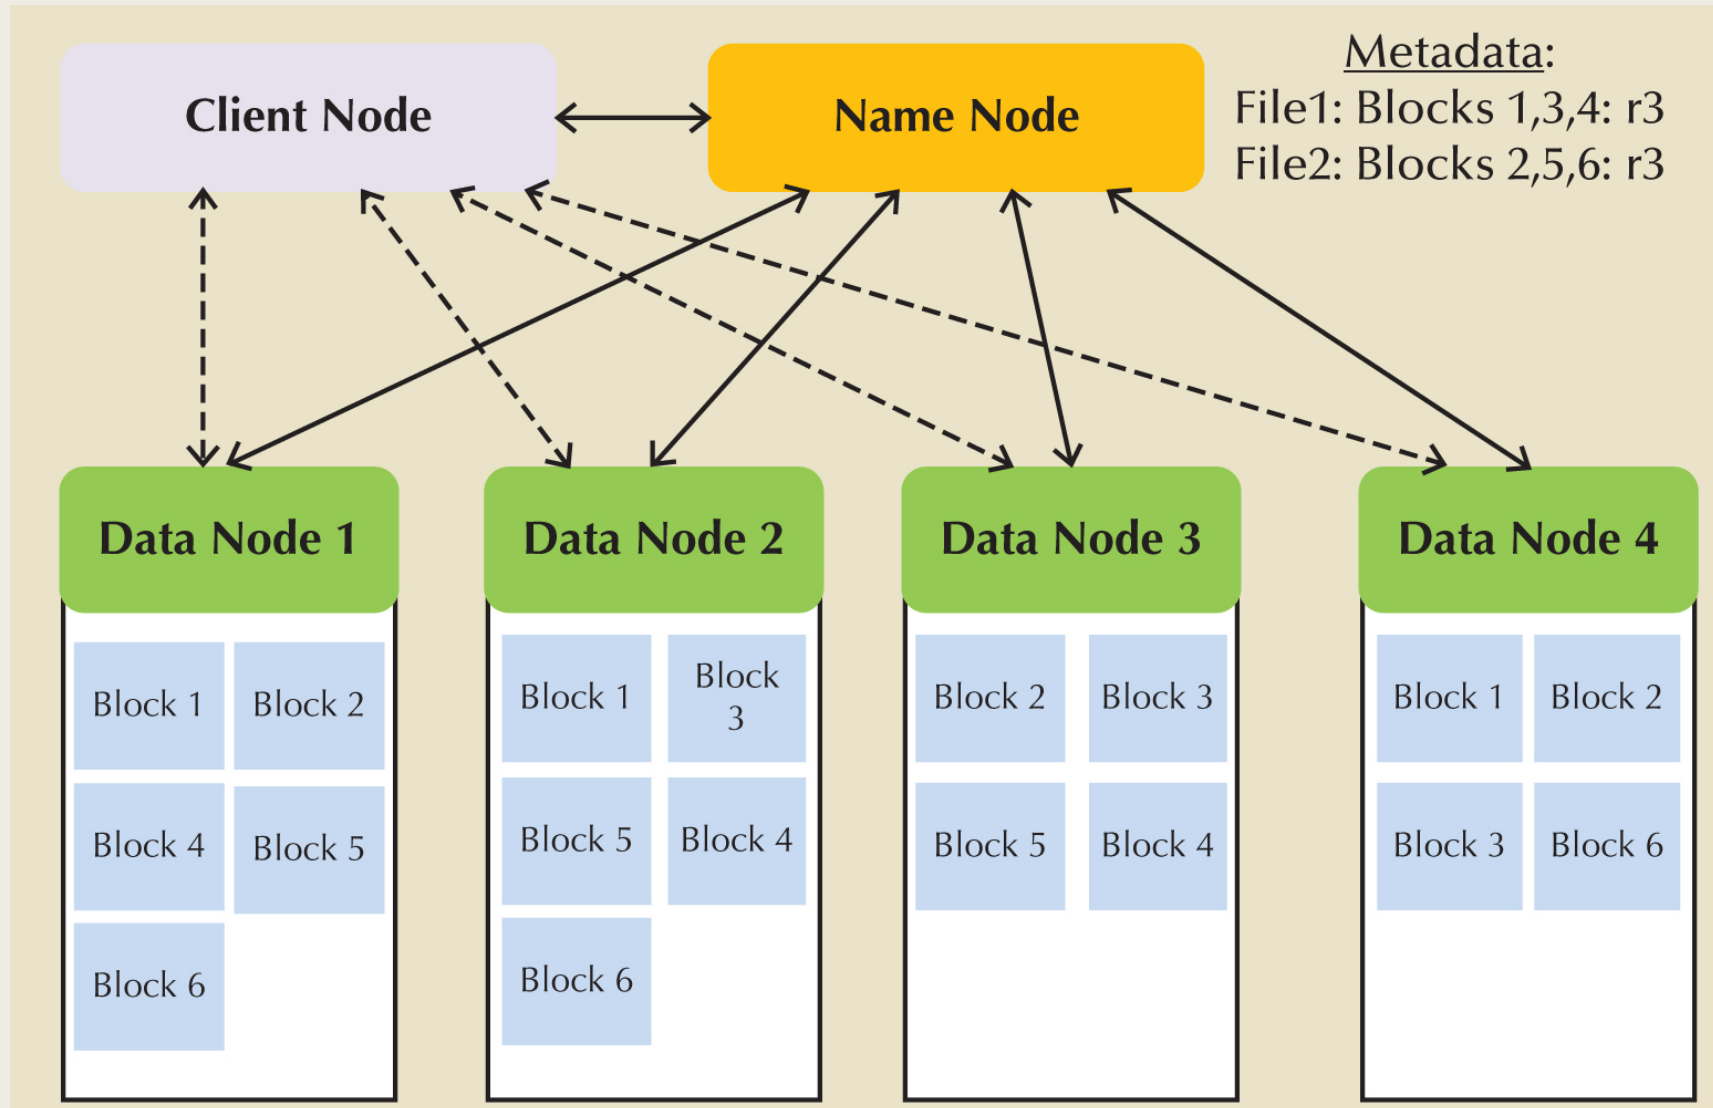 Client Node
Name Node
Metadata:
File1: Blocks 1,3,4: r3
File2: Blocks 2,5,6: r3
Data Node 1
Data Node 2
Data Node 3
Data Node 4
Block 1
Block 2
Block 4
Block 5
Block 6
Block 1
Block
3
Block 5
Block 4
Block 6
Block 2
Block 3
Block 5
Block 4
Block 1
Block 2
Block 3
Block 6